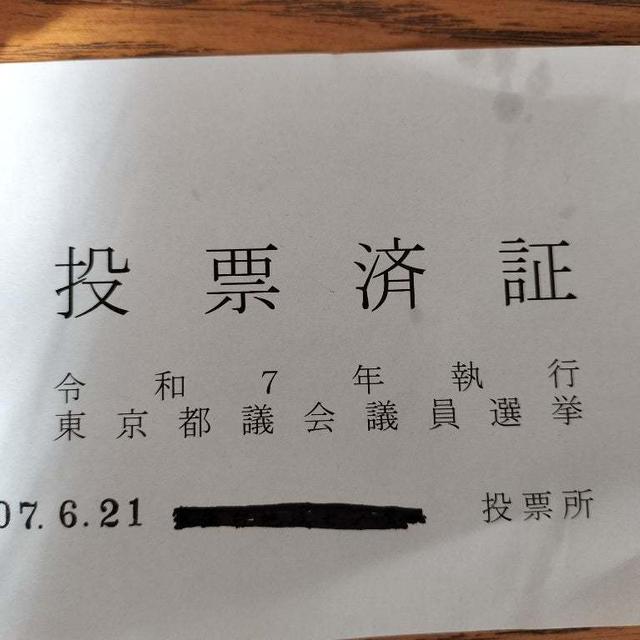 投票済証
令和7年執行
東京都議会議員選挙
07.6.21 投票所